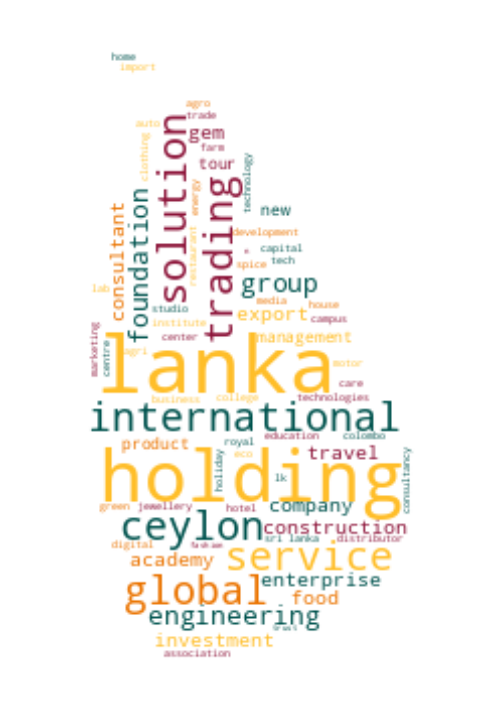 home
import
agro
trade
auto
gem
farm
clothing
solution
tour
technology
trading
energy
foundation
consultant
new
restaurant
development
capital
tech
spice
group
lab
media
house
studio
export
campus
institute
marketing
center
management
centre
agri
lanka
motor
care
business
college
technologies
international
education
colombo
product
royal
travel
eco
holiday
holding
lk
consultancy
green
jewellery
hotel
company
ceylon
construction
sri lanka
distributor
digital
fashion
academy
service
enterprise
global
food
engineering
trust
investment
association